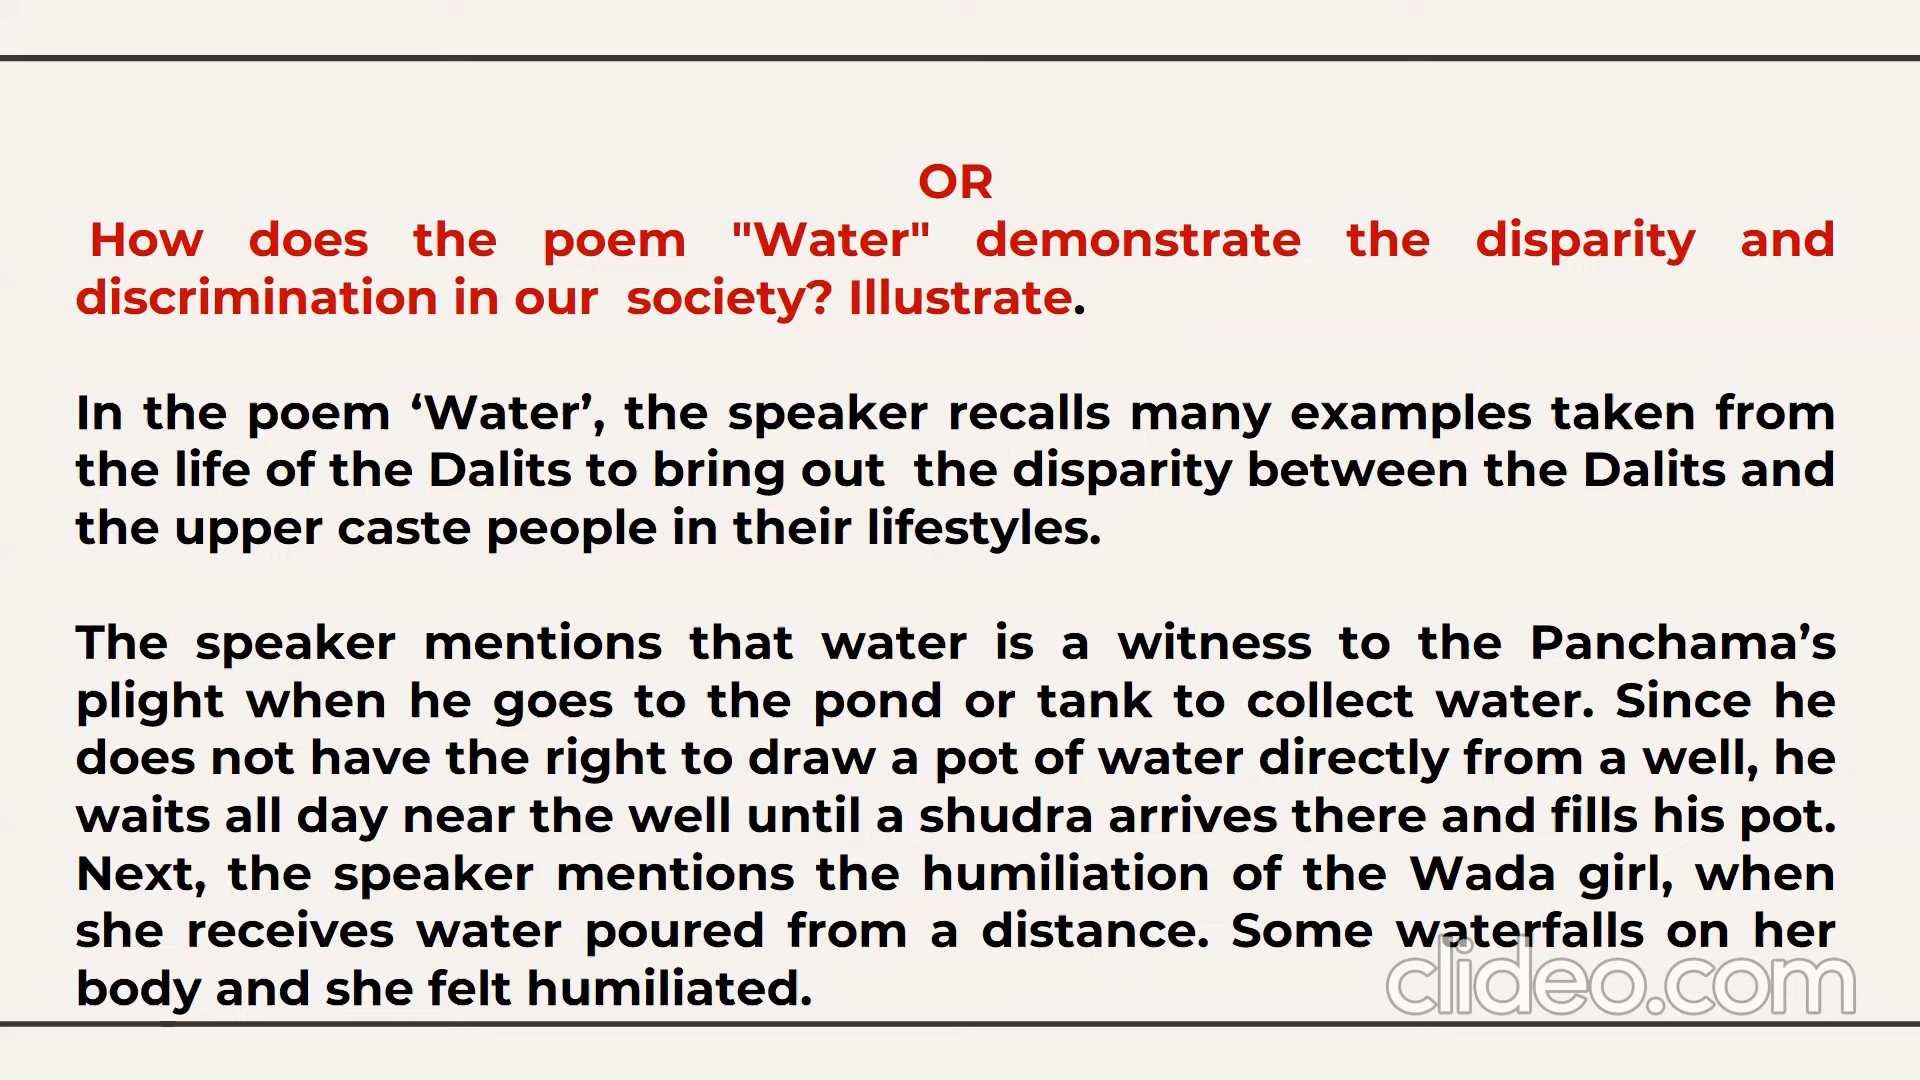 OR
How does the poem "Water" demonstrate the disparity and
discrimination in our society? Illustrate.
In the poem ‘Water’, the speaker recalls many examples taken from
the life of the Dalits to bring out the disparity between the Dalits and
the upper caste people in their lifestyles.
The speaker mentions that water is a witness to the Panchama’s
plight when he goes to the pond or tank to collect water. Since he
does not have the right to draw a pot of water directly from a well, he
waits all day near the well until a shudra arrives there and fills his pot.
Next, the speaker mentions the humiliation of the Wada girl, when
she receives water poured from a distance. Some waterfalls on her
body and she felt humiliated.
clideo.com